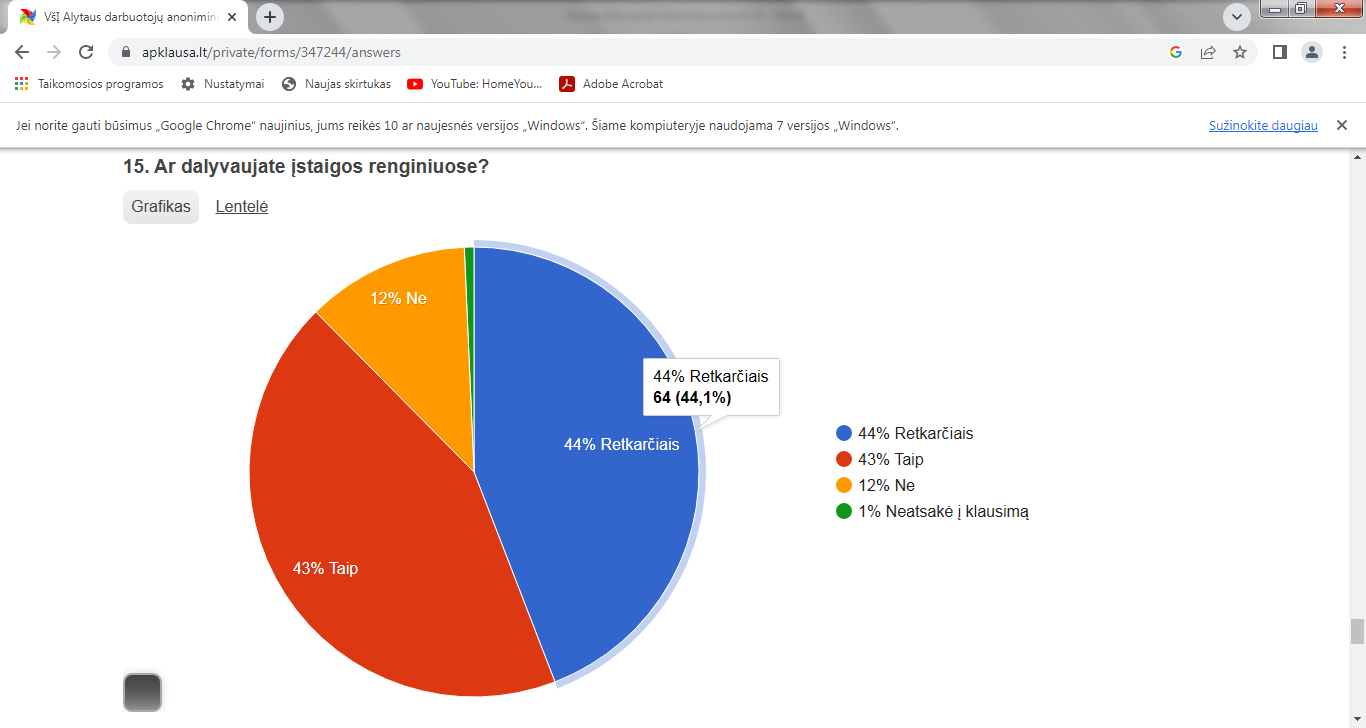 VšĮ Alytaus darbuotojų anonimin
apklausa.lt/private/forms/347244/answers
Taikomosios programos
Nustatymai
Naujas skirtukas
YouTube: HomeYou...
Adobe Acrobat
Jei norite gauti būsimus „Google Chrome“ naujinius, jums reikės 10 ar naujesnės versijos „Windows“. Šiame kompiuteryje naudojama 7 versijos „Windows“.
Sužinokite daugiau
15. Ar dalyvaujate įstaigos renginiuose?
Grafikas
Lentelė
12% Ne
44% Retkarčiais
64 (44,1%)
44% Retkarčiais
43% Taip
44% Retkarčiais
43% Taip
12% Ne
1% Neatsakė į klausimą